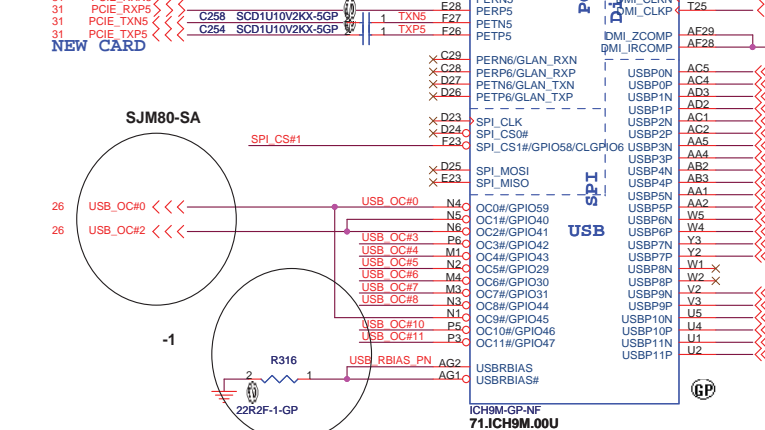 31 PCIE_RXP5
31 PCIE_TXN5 C258 SCD1U10V2KX-5GP 1 TXN5
31 PCIE_TXP5 C254 SCD1U10V2KX-5GP 1 TXP5
NEW CARD
E28 PERP5
F27 PETN5
F26 PETP5
C29 PERN6/GLAN_RXN
C28 PERP6/GLAN_RXP
D27 PETN6/GLAN_TXN
D26 PETP6/GLAN_TXP
DMI_CLKP T25
DMI_ZCOMP AF29
DMI_IRCOMP AF28
SJM80-SA
SPI_CS#1
D23 SPI_CLK
D24 SPI_CS0#
F23 SPI_CS1#/GPIO58/CLGPIO6
D25 SPI_MOSI
E23 SPI_MISO
SPI
USB
26 USB_OC#0
26 USB_OC#2
USB_OC#0 N4 OC0#/GPIO59
N5 OC1#/GPIO40
N6 OC2#/GPIO41
USB_OC#3 P6 OC3#/GPIO42
USB_OC#4 M1 OC4#/GPIO43
USB_OC#5 N2 OC5#/GPIO29
USB_OC#6 M4 OC6#/GPIO30
USB_OC#7 M3 OC7#/GPIO31
USB_OC#8 N3 OC8#/GPIO44
N1 OC9#/GPIO45
USB_OC#10 P5 OC10#/GPIO46
USB_OC#11 P3 OC11#/GPIO47
USB_RBIAS_PN AG2 USBRBIAS
AG1 USBRBIAS#
USBP0N AC5
USBP0P AC4
USBP1N AD3
USBP1P AD2
USBP2N AC1
USBP2P AC2
USBP3N AA5
USBP3P AA4
USBP4N AB2
USBP4P AB3
USBP5N AA1
USBP5P AA2
USBP6N W5
USBP6P W4
USBP7N Y3
USBP7P Y2
USBP8N W1
USBP8P W2
USBP9N V2
USBP9P V3
USBP10N U5
USBP10P U4
USBP11N U1
USBP11P U2
-1
R316
2 1
22R2F-1-GP
GP
ICH9M-GP-NF
71.ICH9M.00U